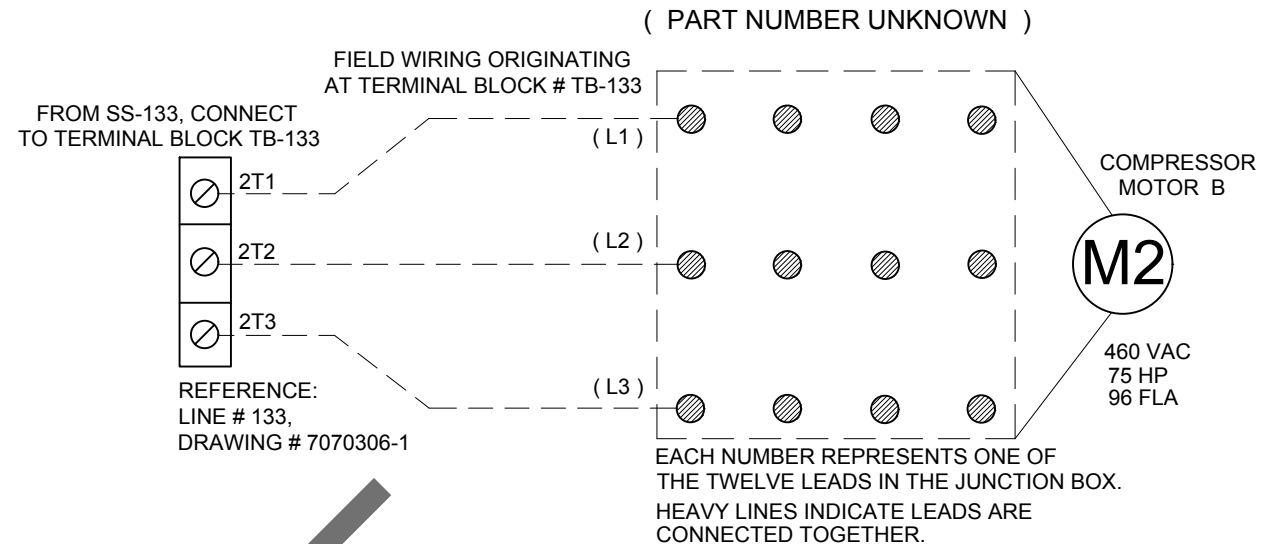 ( PART NUMBER UNKNOWN )
FIELD WIRING ORIGINATING
AT TERMINAL BLOCK # TB-133
FROM SS-133, CONNECT
TO TERMINAL BLOCK TB-133
2T1
2T2
2T3
( L1 )
( L2 )
( L3 )
COMPRESSOR
MOTOR B
M2
460 VAC
75 HP
96 FLA
REFERENCE:
LINE # 133,
DRAWING # 7070306-1
EACH NUMBER REPRESENTS ONE OF
THE TWELVE LEADS IN THE JUNCTION BOX.
HEAVY LINES INDICATE LEADS ARE
CONNECTED TOGETHER.